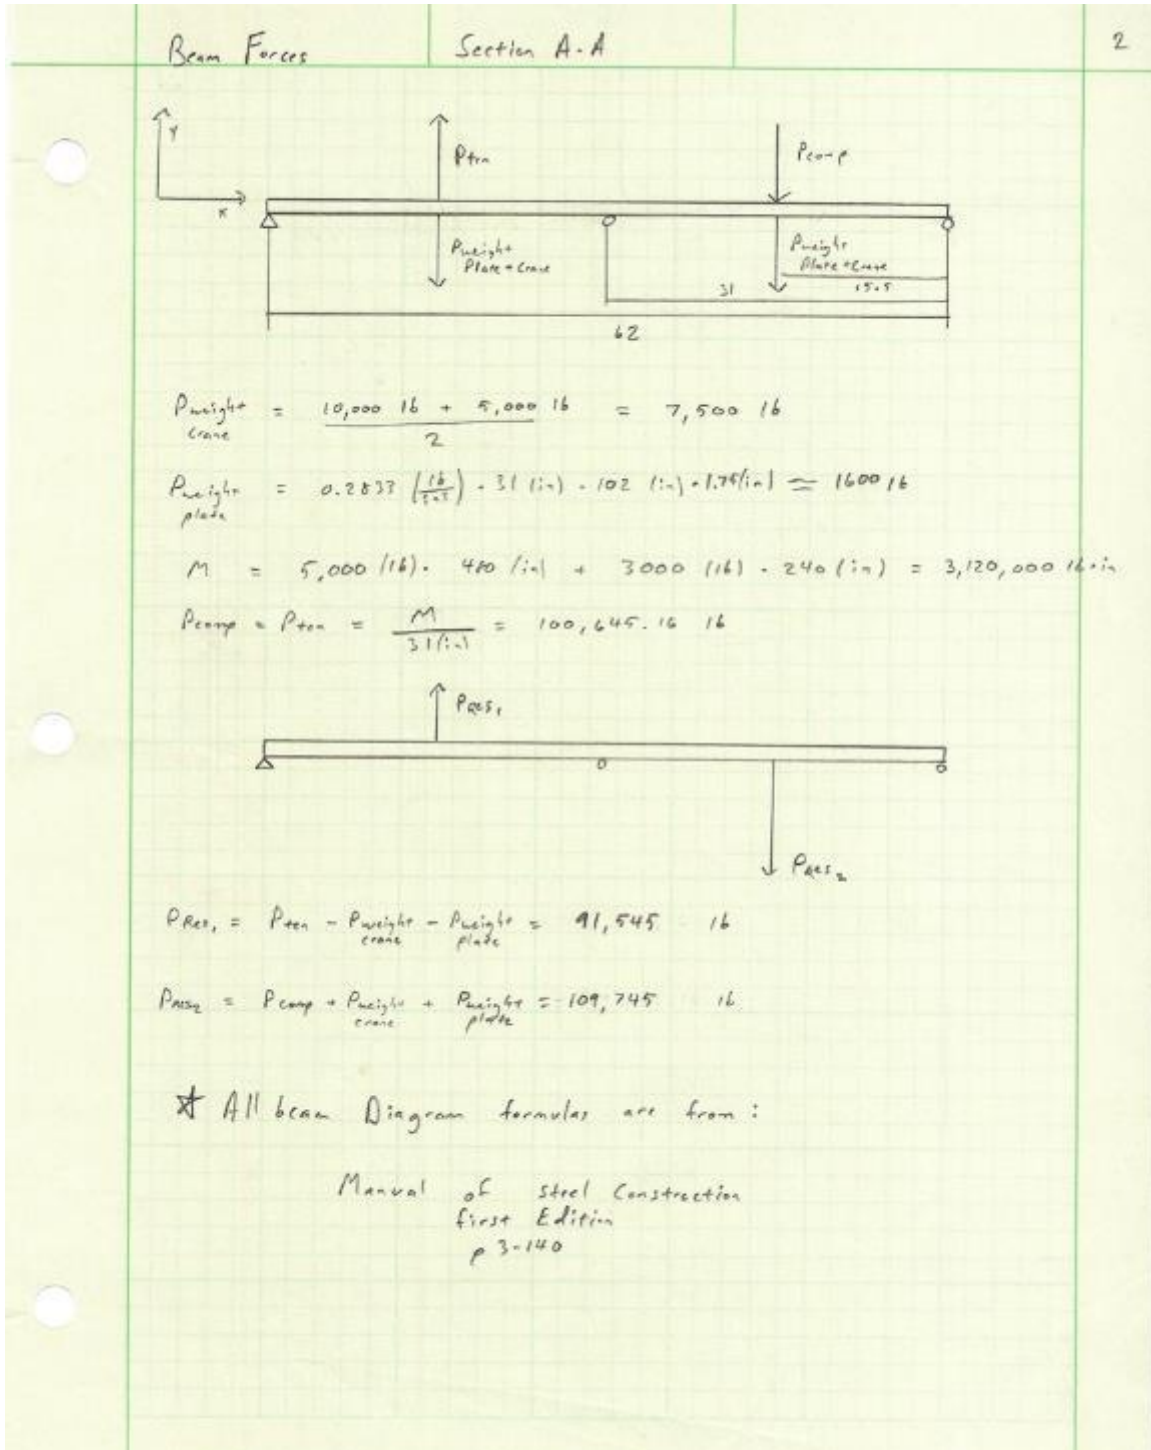 Beam Forces Section A-A 2
Y
X
Pten Pcomp
Pweight Plate + Crane Pweight Plate + Crane
31 15.5
62
Pweight crane = 10,000 lb + 5,000 lb / 2 = 7,500 lb
Pweight plate = 0.2833 (lb/in^3) · 31 (in) · 102 (in) · 1.75 (in) ≈ 1600 lb
M = 5,000 (lb) · 480 (in) + 3000 (lb) · 240 (in) = 3,120,000 lb·in
Pcomp = Pten = M / 31 (in) = 100,645.16 lb
PRES1
PRES2
PRes1 = Pten - Pweight crane - Pweight plate = 91,545 lb
PRES2 = Pcomp + Pweight crane + Pweight plate = 109,745 lb
☆ All beam Diagram formulas are from:
Manual of steel Construction
first Edition
p 3-140